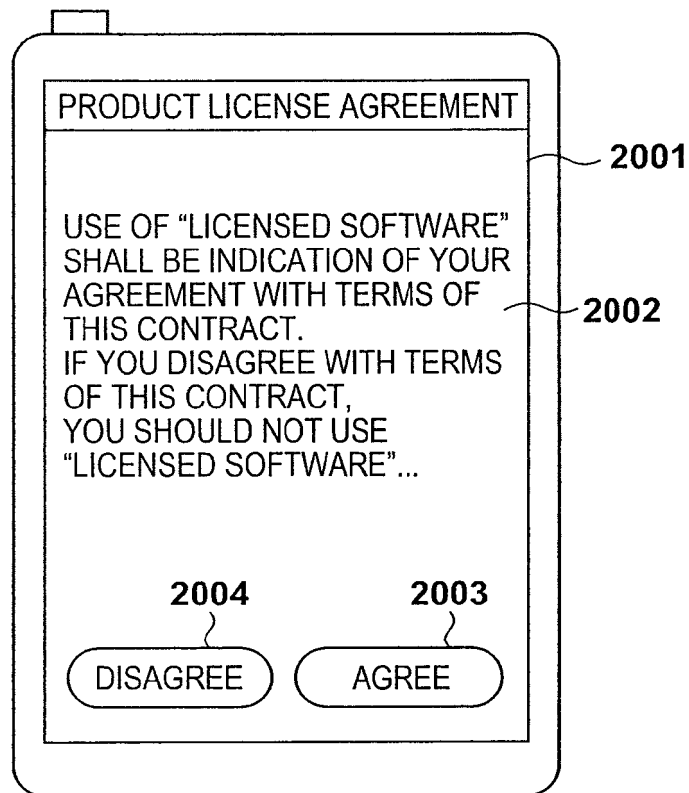 PRODUCT LICENSE AGREEMENT
2001
USE OF “LICENSED SOFTWARE”
SHALL BE INDICATION OF YOUR
AGREEMENT WITH TERMS OF
2002
THIS CONTRACT.
IF YOU DISAGREE WITH TERMS
OF THIS CONTRACT,
YOU SHOULD NOT USE
“LICENSED SOFTWARE”...
2004 2003
DISAGREE AGREE